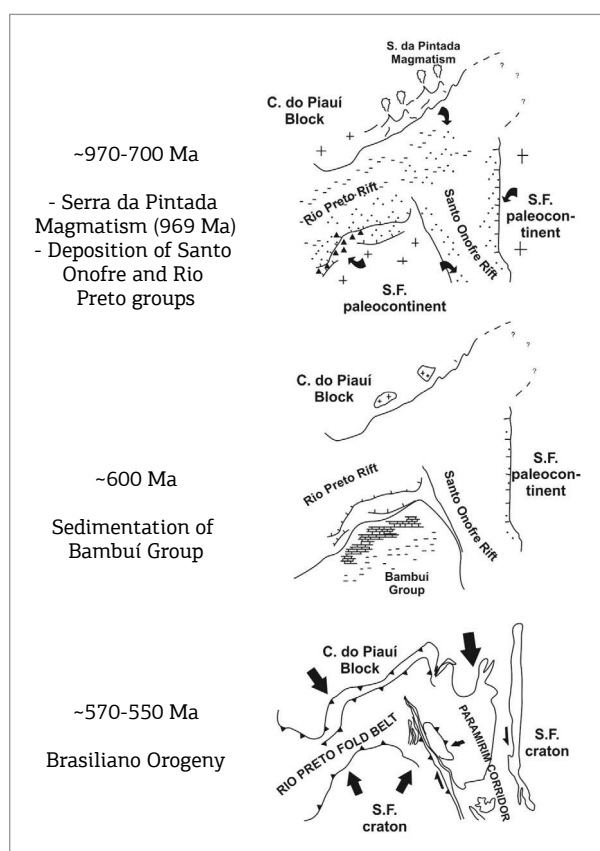 ~970-700 Ma
- Serra da Pintada
Magmatism (969 Ma)
- Deposition of Santo
Onofre and Rio
Preto groups
S. da Pintada
Magmatism
C. do Piauí
Block
?
?
?
Rio Preto Rift
Santo Onofre Rift
S.F.
paleocon-
tinent
S.F.
paleocontinent
~600 Ma
Sedimentation of
Bambuí Group
C. do Piauí
Block
?
?
?
Rio Preto Rift
Santo Onofre Rift
S.F.
paleocon-
tinent
Bambui
Group
~570-550 Ma
Brasiliano Orogeny
C. do Piauí
Block
RIO PRETO FOLD BELT
PARAMIRIM CORRIDOR
S.F.
craton
S.F.
craton